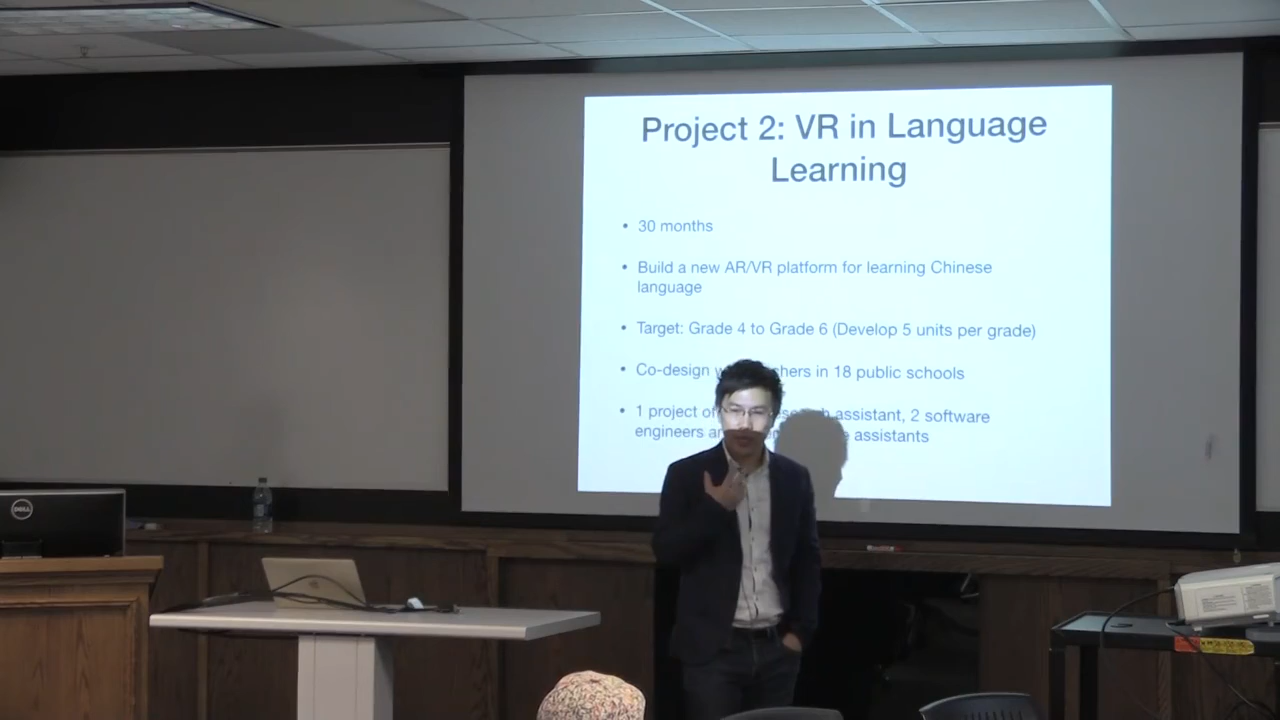 Project 2: VR in Language
Learning
• 30 months
• Build a new AR/VR platform for learning Chinese
language
• Target: Grade 4 to Grade 6 (Develop 5 units per grade)
• Co-design hers in 18 public schools
• 1 project assistant, 2 software
engineers assistants
DELL